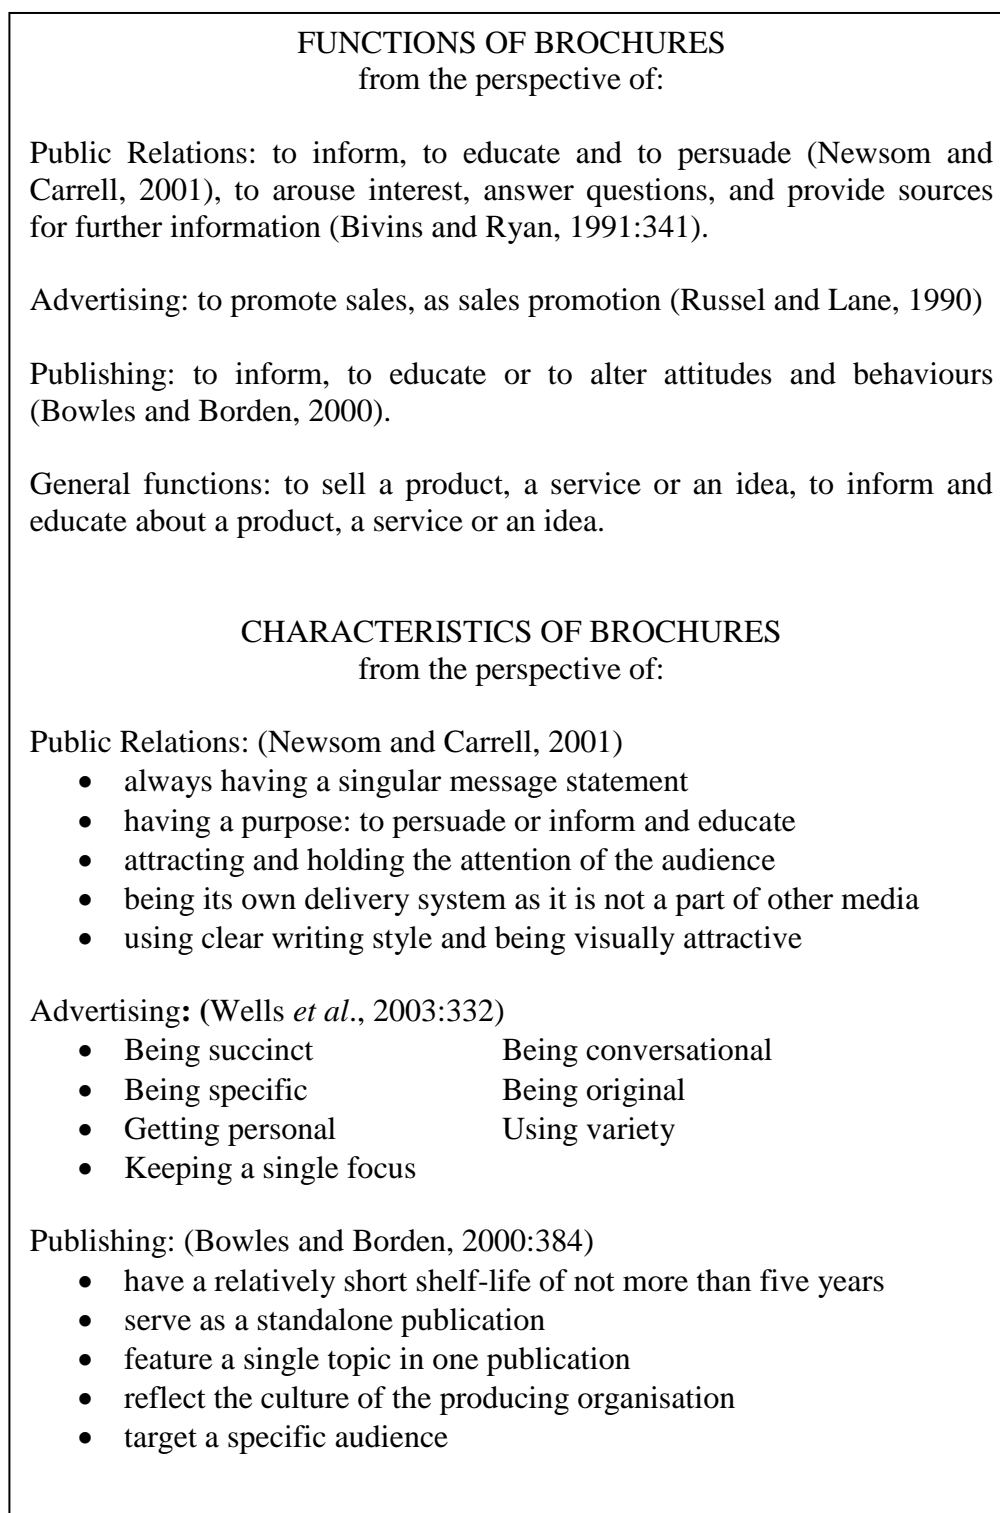 FUNCTIONS OF BROCHURES
from the perspective of:
Public Relations: to inform, to educate and to persuade (Newsom and
Carrell, 2001), to arouse interest, answer questions, and provide sources
for further information (Bivins and Ryan, 1991:341).
Advertising: to promote sales, as sales promotion (Russel and Lane, 1990)
Publishing: to inform, to educate or to alter attitudes and behaviours
(Bowles and Borden, 2000).
General functions: to sell a product, a service or an idea, to inform and
educate about a product, a service or an idea.
CHARACTERISTICS OF BROCHURES
from the perspective of:
Public Relations: (Newsom and Carrell, 2001)
• always having a singular message statement
• having a purpose: to persuade or inform and educate
• attracting and holding the attention of the audience
• being its own delivery system as it is not a part of other media
• using clear writing style and being visually attractive
Advertising: (Wells et al., 2003:332)
• Being succinct Being conversational
• Being specific Being original
• Getting personal Using variety
• Keeping a single focus
Publishing: (Bowles and Borden, 2000:384)
• have a relatively short shelf-life of not more than five years
• serve as a standalone publication
• feature a single topic in one publication
• reflect the culture of the producing organisation
• target a specific audience